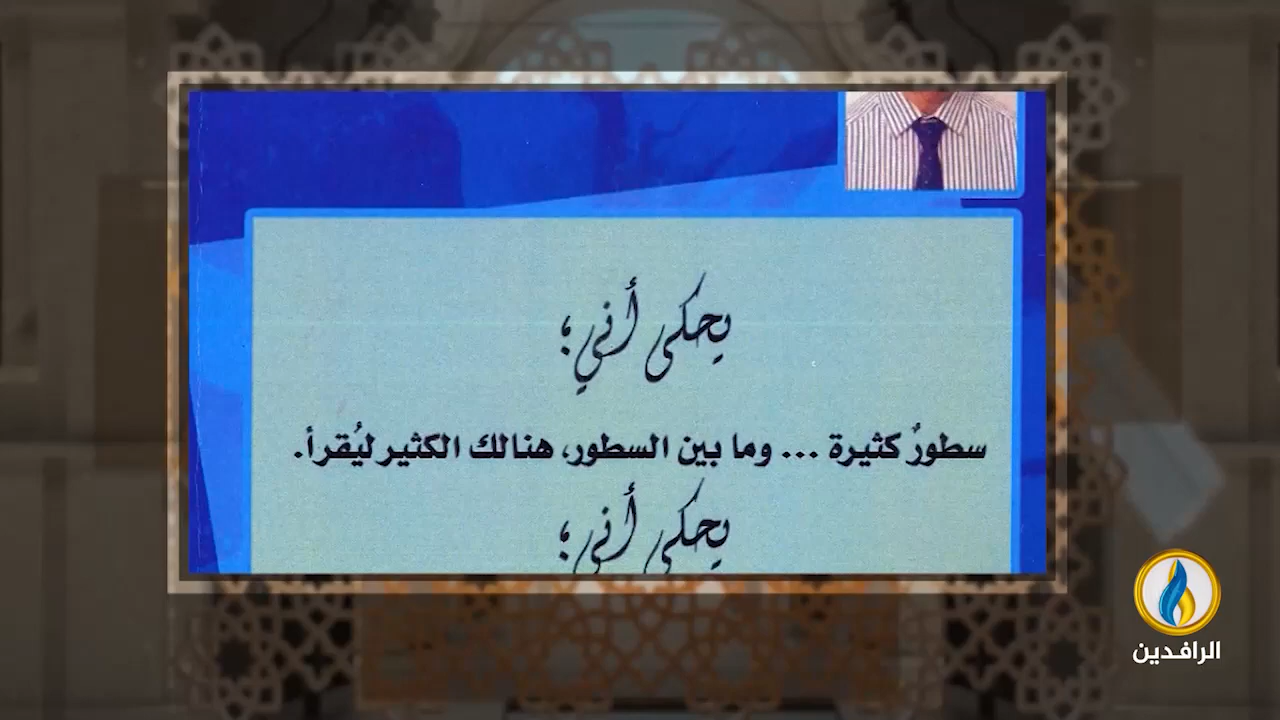 يحكى أني؛
سطورٌ كثيرة ... وما بين السطور، هنالك الكثير ليُقرأ.
يحكى أني؛
الرافدين